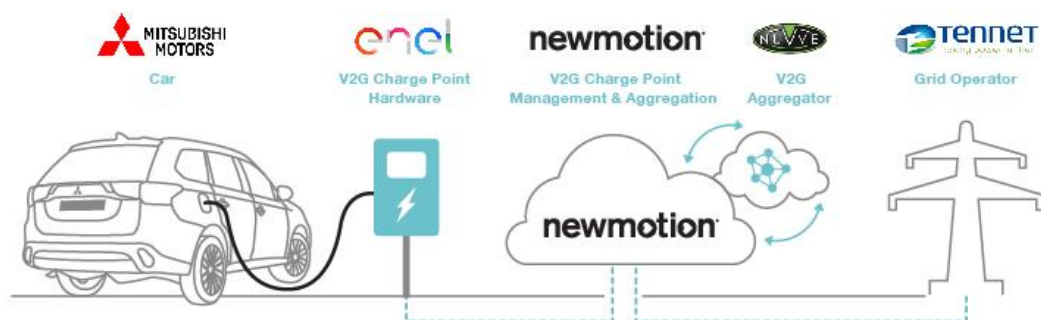 MITSUBISHI
MOTORS
Car
enel
V2G Charge Point
Hardware
newmotion
V2G Charge Point
Management & Aggregation
NUVVE
V2G
Aggregator
TENNET
Grid Operator
newmotion